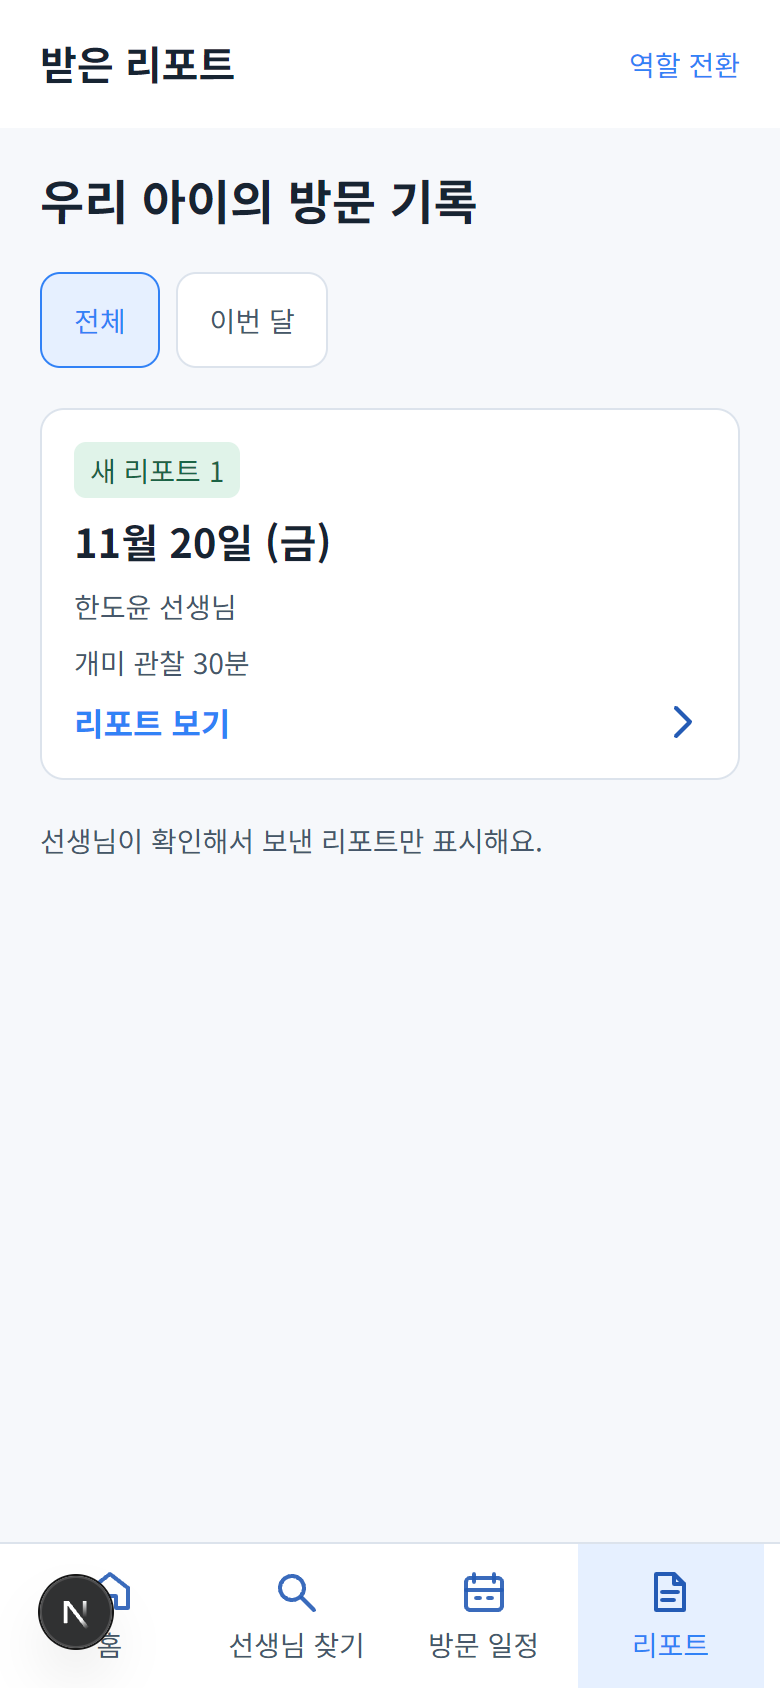 받은 리포트
역할 전환
우리 아이의 방문 기록
전체
이번 달
새 리포트 1
11월 20일 (금)
한도윤 선생님
개미 관찰 30분
리포트 보기
선생님이 확인해서 보낸 리포트만 표시해요.
N
홈
선생님 찾기
방문 일정
리포트